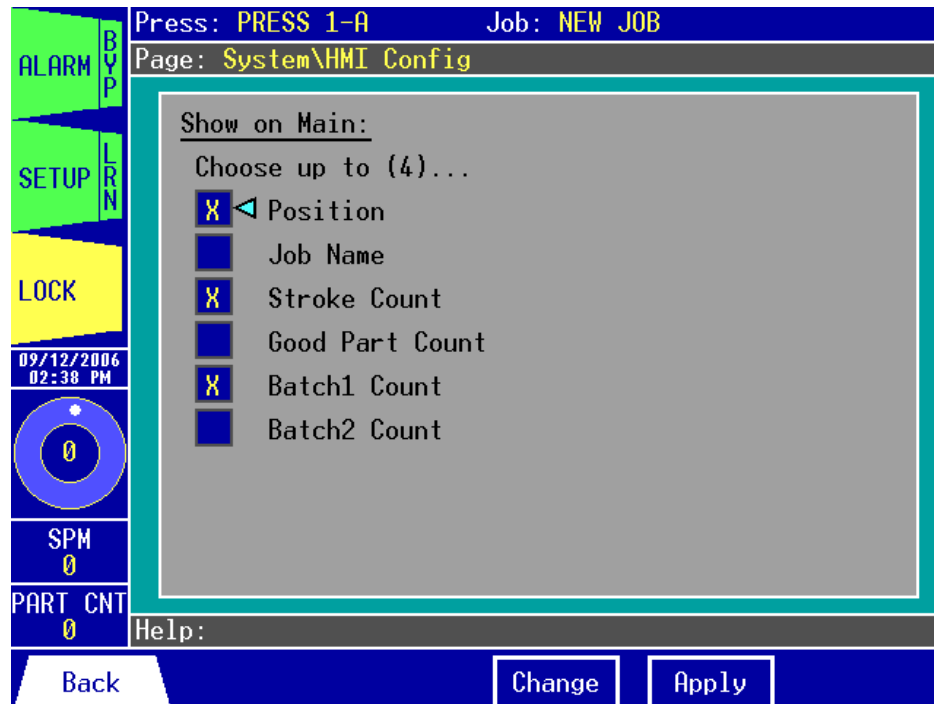 Press: PRESS 1-A Job: NEW JOB
Page: System\HMI Config
ALARM BYP
SETUP LRN
LOCK
09/12/2006
02:38 PM
0
SPM
0
PART CNT
0
Show on Main:
Choose up to (4)...
X Position
Job Name
X Stroke Count
Good Part Count
X Batch1 Count
Batch2 Count
Help:
Back Change Apply